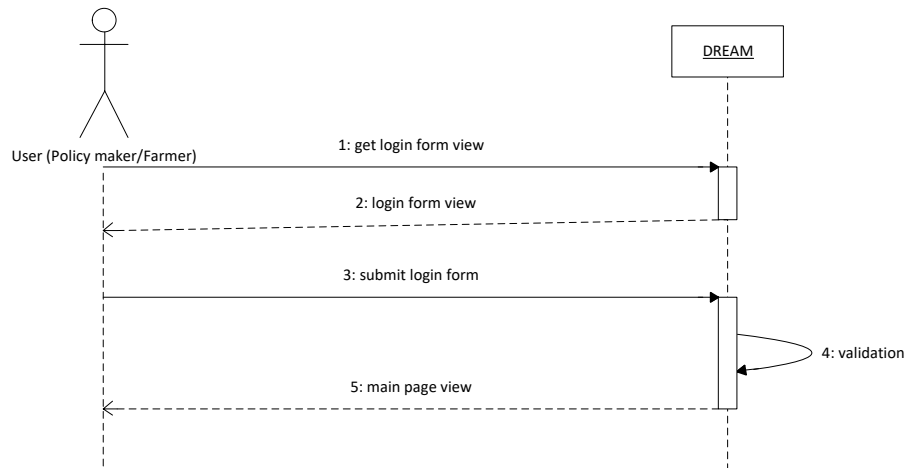 DREAM
User (Policy maker/Farmer)
1: get login form view
2: login form view
3: submit login form
4: validation
5: main page view